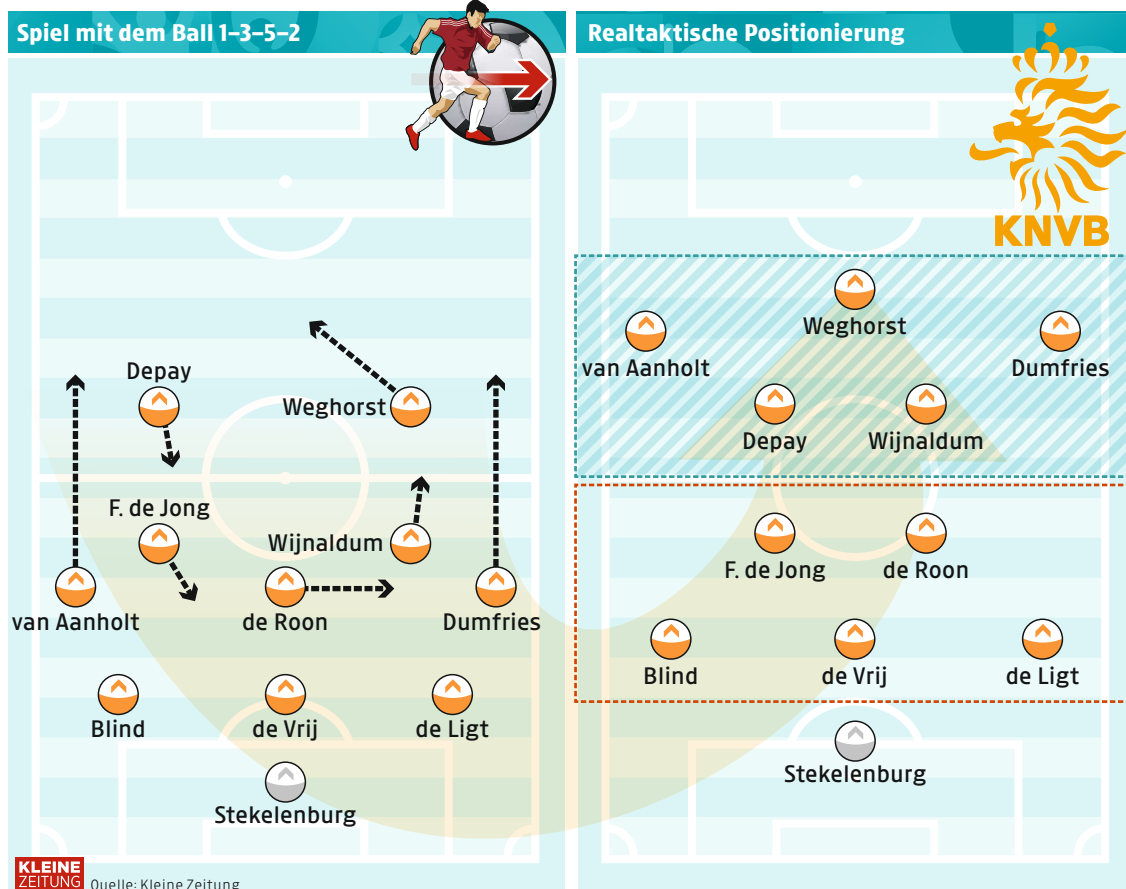 Spiel mit dem Ball 1–3–5–2
Depay
Weghorst
F. de Jong
Wijnaldum
van Aanholt
de Roon
Dumfries
Blind
de Vrij
de Ligt
Stekelenburg
KLEINE
ZEITUNG
Quelle: Kleine Zeitung
Realtaktische Positionierung
KNVB
Weghorst
van Aanholt
Dumfries
Depay
Wijnaldum
F. de Jong
de Roon
Blind
de Vrij
de Ligt
Stekelenburg